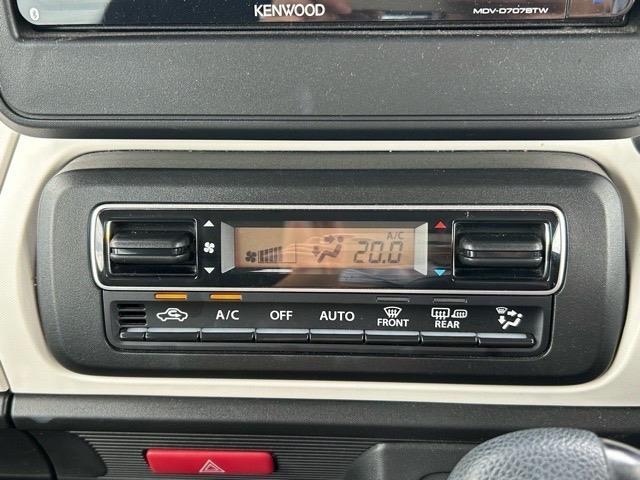 KENWOOD MDV-D707BTW
A/C
20.0
A/C OFF AUTO FRONT REAR